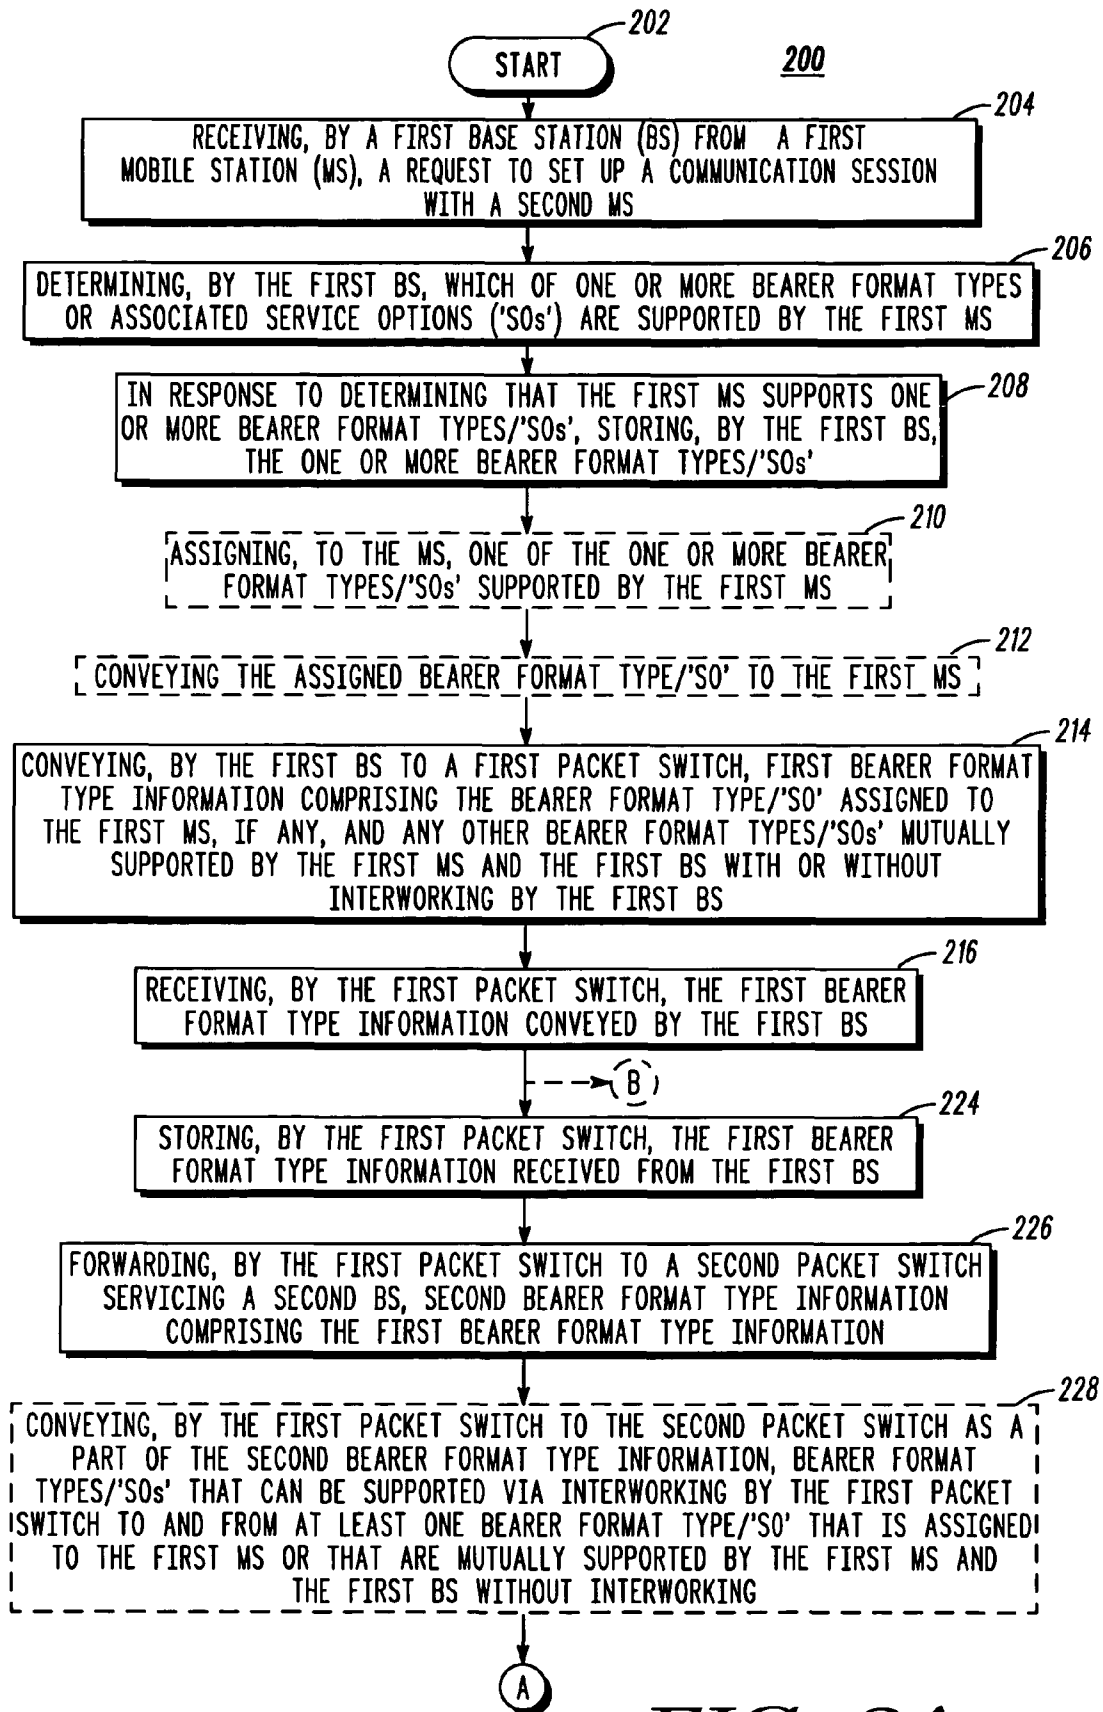 202
START
200
204
RECEIVING, BY A FIRST BASE STATION (BS) FROM A FIRST
MOBILE STATION (MS), A REQUEST TO SET UP A COMMUNICATION SESSION
WITH A SECOND MS
206
DETERMINING, BY THE FIRST BS, WHICH OF ONE OR MORE BEARER FORMAT TYPES
OR ASSOCIATED SERVICE OPTIONS ('SOs') ARE SUPPORTED BY THE FIRST MS
208
IN RESPONSE TO DETERMINING THAT THE FIRST MS SUPPORTS ONE
OR MORE BEARER FORMAT TYPES/'SOs', STORING, BY THE FIRST BS,
THE ONE OR MORE BEARER FORMAT TYPES/'SOs'
210
ASSIGNING, TO THE MS, ONE OF THE ONE OR MORE BEARER
FORMAT TYPES/'SOs' SUPPORTED BY THE FIRST MS
212
CONVEYING THE ASSIGNED BEARER FORMAT TYPE/'SO' TO THE FIRST MS
214
CONVEYING, BY THE FIRST BS TO A FIRST PACKET SWITCH, FIRST BEARER FORMAT
TYPE INFORMATION COMPRISING THE BEARER FORMAT TYPE/'SO' ASSIGNED TO
THE FIRST MS, IF ANY, AND ANY OTHER BEARER FORMAT TYPES/'SOs' MUTUALLY
SUPPORTED BY THE FIRST MS AND THE FIRST BS WITH OR WITHOUT
INTERWORKING BY THE FIRST BS
216
RECEIVING, BY THE FIRST PACKET SWITCH, THE FIRST BEARER
FORMAT TYPE INFORMATION CONVEYED BY THE FIRST BS
B
224
STORING, BY THE FIRST PACKET SWITCH, THE FIRST BEARER
FORMAT TYPE INFORMATION RECEIVED FROM THE FIRST BS
226
FORWARDING, BY THE FIRST PACKET SWITCH TO A SECOND PACKET SWITCH
SERVICING A SECOND BS, SECOND BEARER FORMAT TYPE INFORMATION
COMPRISING THE FIRST BEARER FORMAT TYPE INFORMATION
228
CONVEYING, BY THE FIRST PACKET SWITCH TO THE SECOND PACKET SWITCH AS A
PART OF THE SECOND BEARER FORMAT TYPE INFORMATION, BEARER FORMAT
TYPES/'SOs' THAT CAN BE SUPPORTED VIA INTERWORKING BY THE FIRST PACKET
SWITCH TO AND FROM AT LEAST ONE BEARER FORMAT TYPE/'SO' THAT IS ASSIGNED
TO THE FIRST MS OR THAT ARE MUTUALLY SUPPORTED BY THE FIRST MS AND
THE FIRST BS WITHOUT INTERWORKING
A